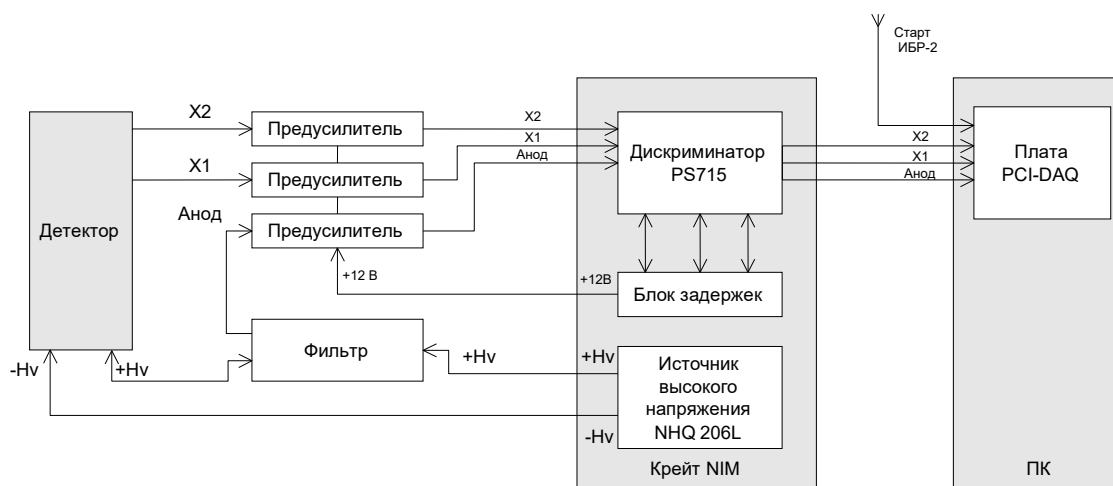 Старт
ИБР-2
X2
Предусилитель
X2
X1
Предусилитель
X1
Анод
Анод
Предусилитель
Детектор
Дискриминатор
PS715
X2
X1
Анод
Плата
PCI-DAQ
+12 В
+12В
Блок задержек
Фильтр
-Hv
+Hv
+Hv
+Hv
Источник
высокого
напряжения
NHQ 206L
-Hv
Крейт NIM
ПК